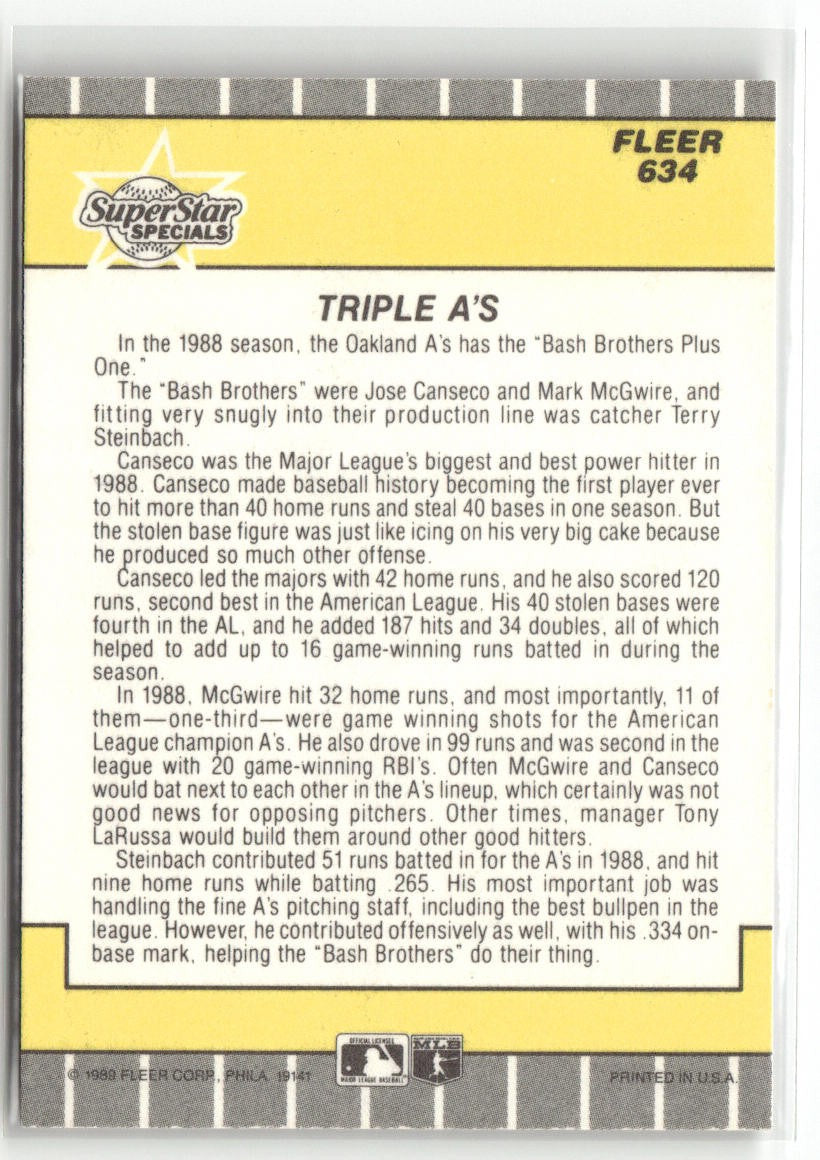 FLEER
634
SuperStar
SPECIALS
TRIPLE A'S
In the 1988 season, the Oakland A's has the "Bash Brothers Plus
One."
The "Bash Brothers" were Jose Canseco and Mark McGwire, and
fitting very snugly into their production line was catcher Terry
Steinbach.
Canseco was the Major League's biggest and best power hitter in
1988. Canseco made baseball history becoming the first player ever
to hit more than 40 home runs and steal 40 bases in one season. But
the stolen base figure was just like icing on his very big cake because
he produced so much other offense.
Canseco led the majors with 42 home runs, and he also scored 120
runs, second best in the American League. His 40 stolen bases were
fourth in the AL, and he added 187 hits and 34 doubles, all of which
helped to add up to 16 game-winning runs batted in during the
season.
In 1988, McGwire hit 32 home runs, and most importantly, 11 of
them—one-third—were game winning shots for the American
League champion A's. He also drove in 99 runs and was second in the
league with 20 game-winning RBI's. Often McGwire and Canseco
would bat next to each other in the A's lineup, which certainly was not
good news for opposing pitchers. Other times, manager Tony
LaRussa would build them around other good hitters.
Steinbach contributed 51 runs batted in for the A's in 1988, and hit
nine home runs while batting .265. His most important job was
handling the fine A's pitching staff, including the best bullpen in the
league. However, he contributed offensively as well, with his .334 on-
base mark, helping the "Bash Brothers" do their thing.
OFFICIAL LICENSEE
MAJOR LEAGUE BASEBALL
MLB
© 1989 FLEER CORP., PHILA. 19141
PRINTED IN U.S.A.